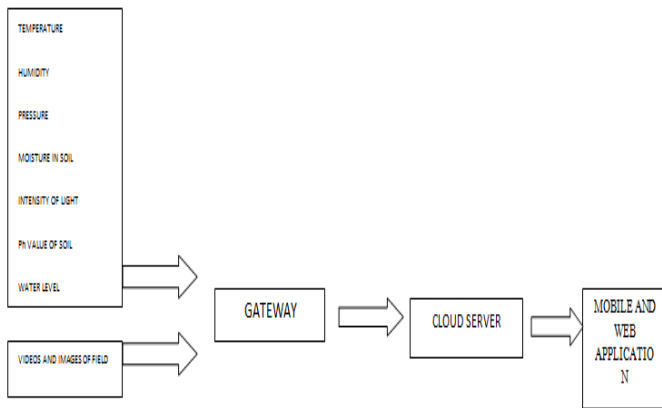 TEMPERATURE
HUMIDITY
PRESSURE
MOISTURE IN SOIL
INTENSITY OF LIGHT
Ph VALUE OF SOIL
WATER LEVEL
VIDEOS AND IMAGES OF FIELD
GATEWAY
CLOUD SERVER
MOBILE AND
WEB
APPLICATIO
N